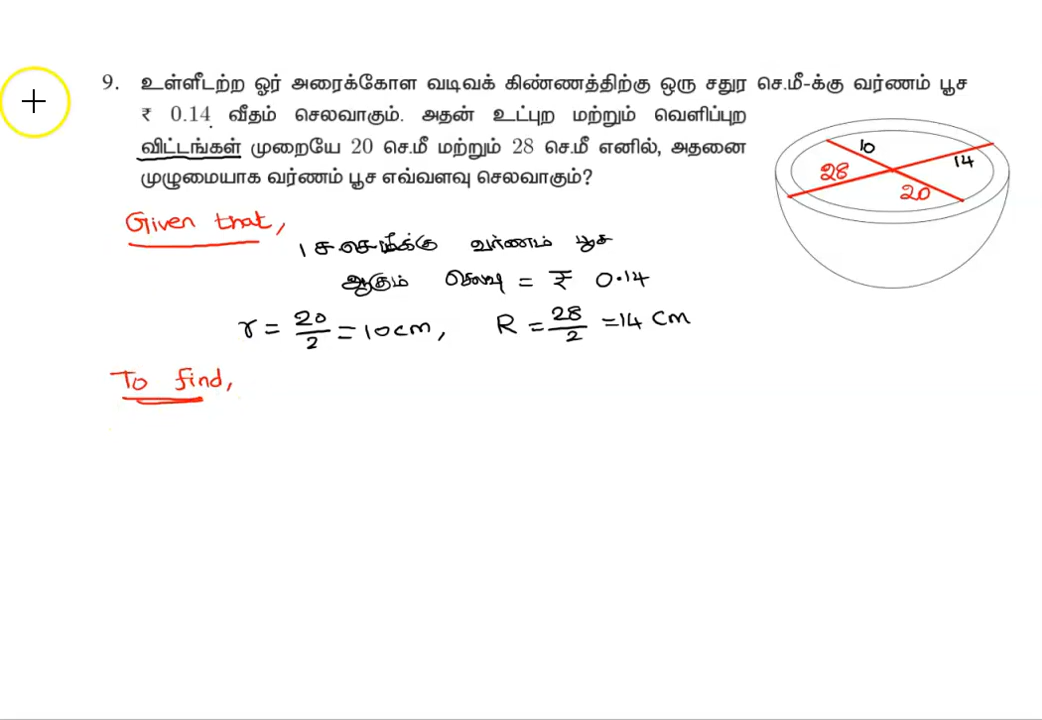 9. உள்ளீடற்ற ஓர் அரைக்கோள வடிவக் கிண்ணத்திற்கு ஒரு சதுர செ.மீ-க்கு வர்ணம் பூச
₹ 0.14 வீதம் செலவாகும். அதன் உட்புற மற்றும் வெளிப்புற
விட்டங்கள் முறையே 20 செ.மீ மற்றும் 28 செ.மீ எனில், அதனை
முழுமையாக வர்ணம் பூச எவ்வளவு செலவாகும்?
10
14
28
20
Given that,
1 ச செமீக்கு வர்ணம் பூச
ஆகும் செலவு = ₹ 0.14
r = 20/2 = 10cm, R = 28/2 = 14 cm
To find,